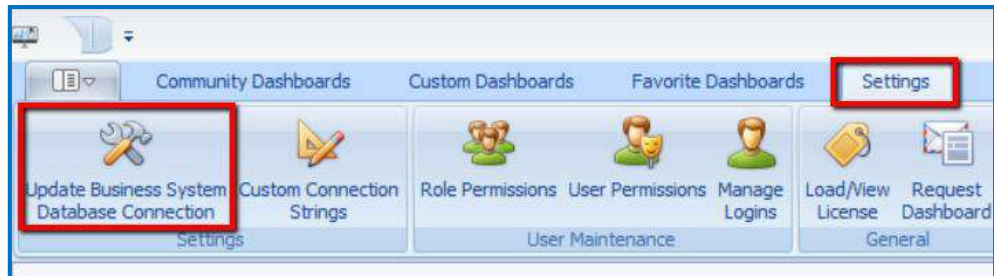 Community Dashboards Custom Dashboards Favorite Dashboards Settings
Update Business System Custom Connection Role Permissions User Permissions Manage Load/View Request
Database Connection Strings Logins License Dashboard
Settings User Maintenance General